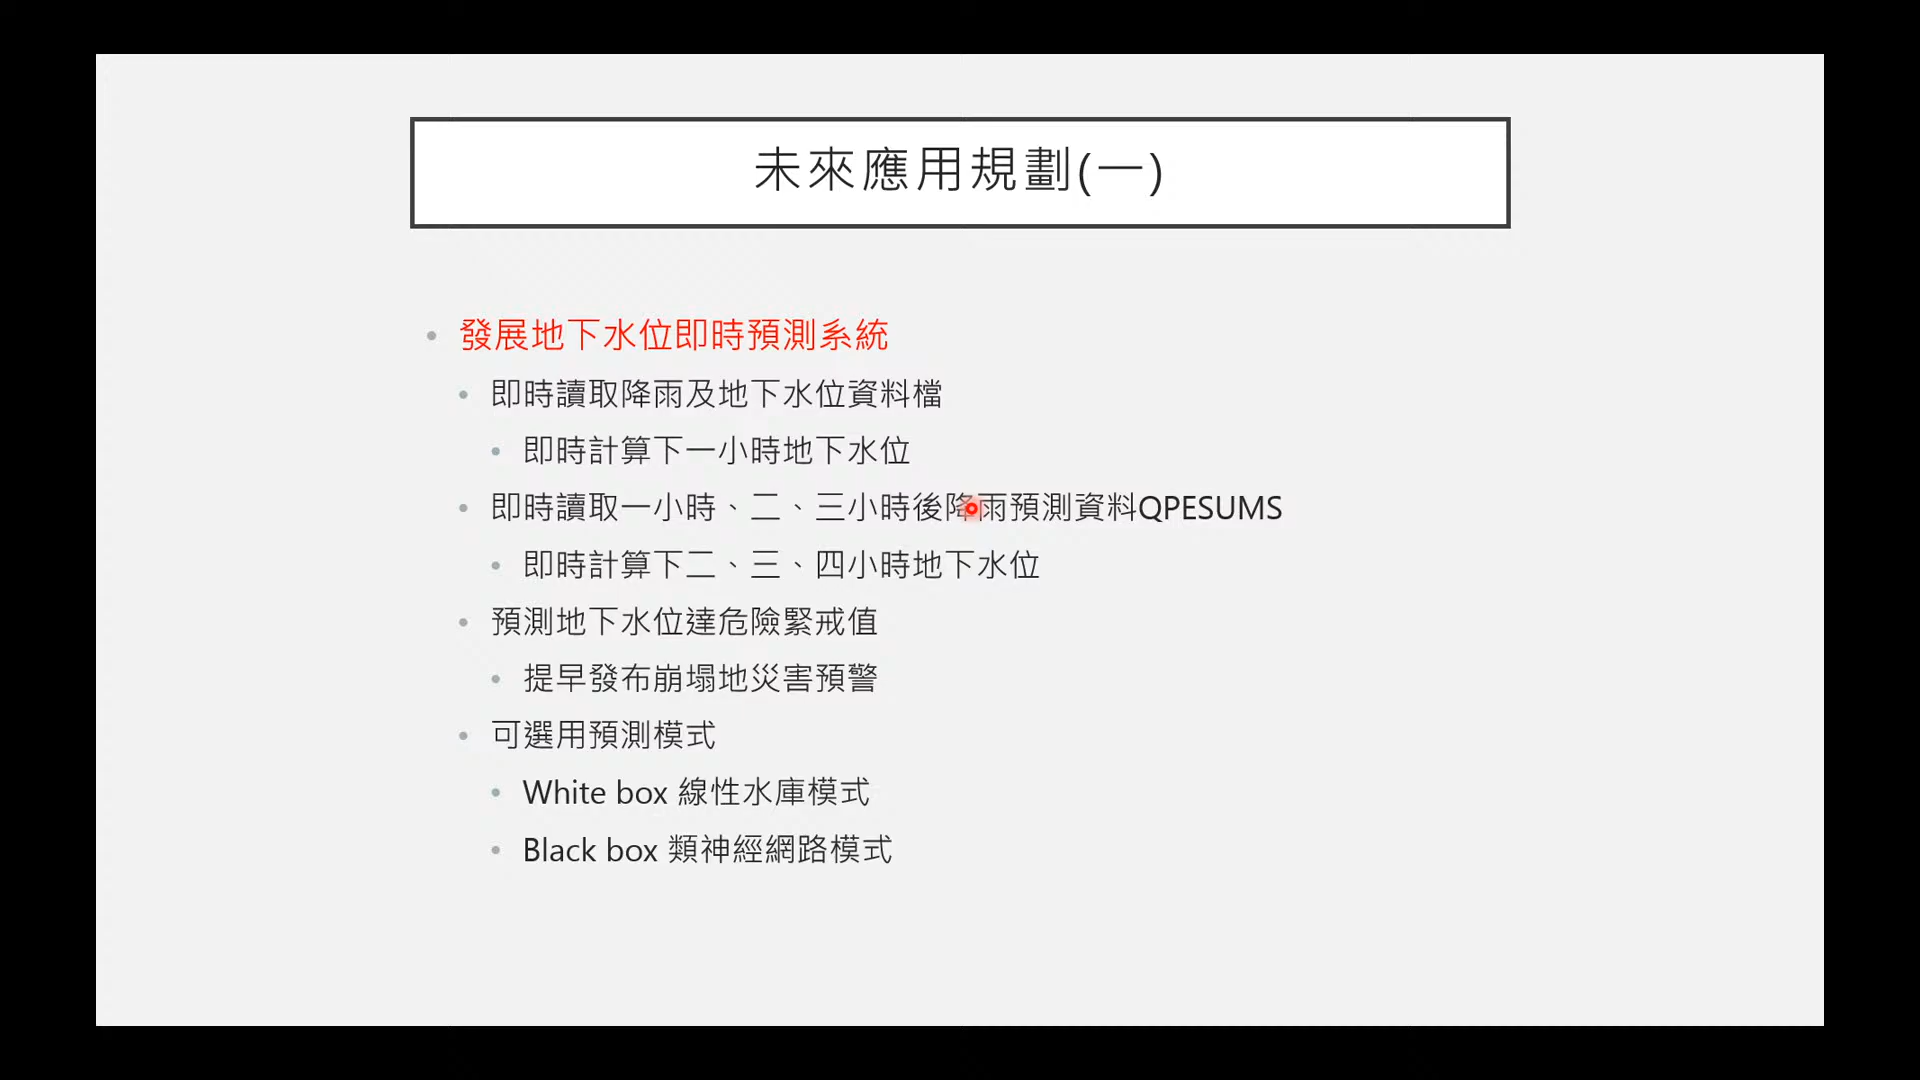 未來應用規劃(一)
發展地下水位即時預測系統
即時讀取降雨及地下水位資料檔
即時計算下一小時地下水位
即時讀取一小時、二、三小時後降雨預測資料QPESUMS
即時計算下二、三、四小時地下水位
預測地下水位達危險緊戒值
提早發布崩塌地災害預警
可選用預測模式
White box 線性水庫模式
Black box 類神經網路模式